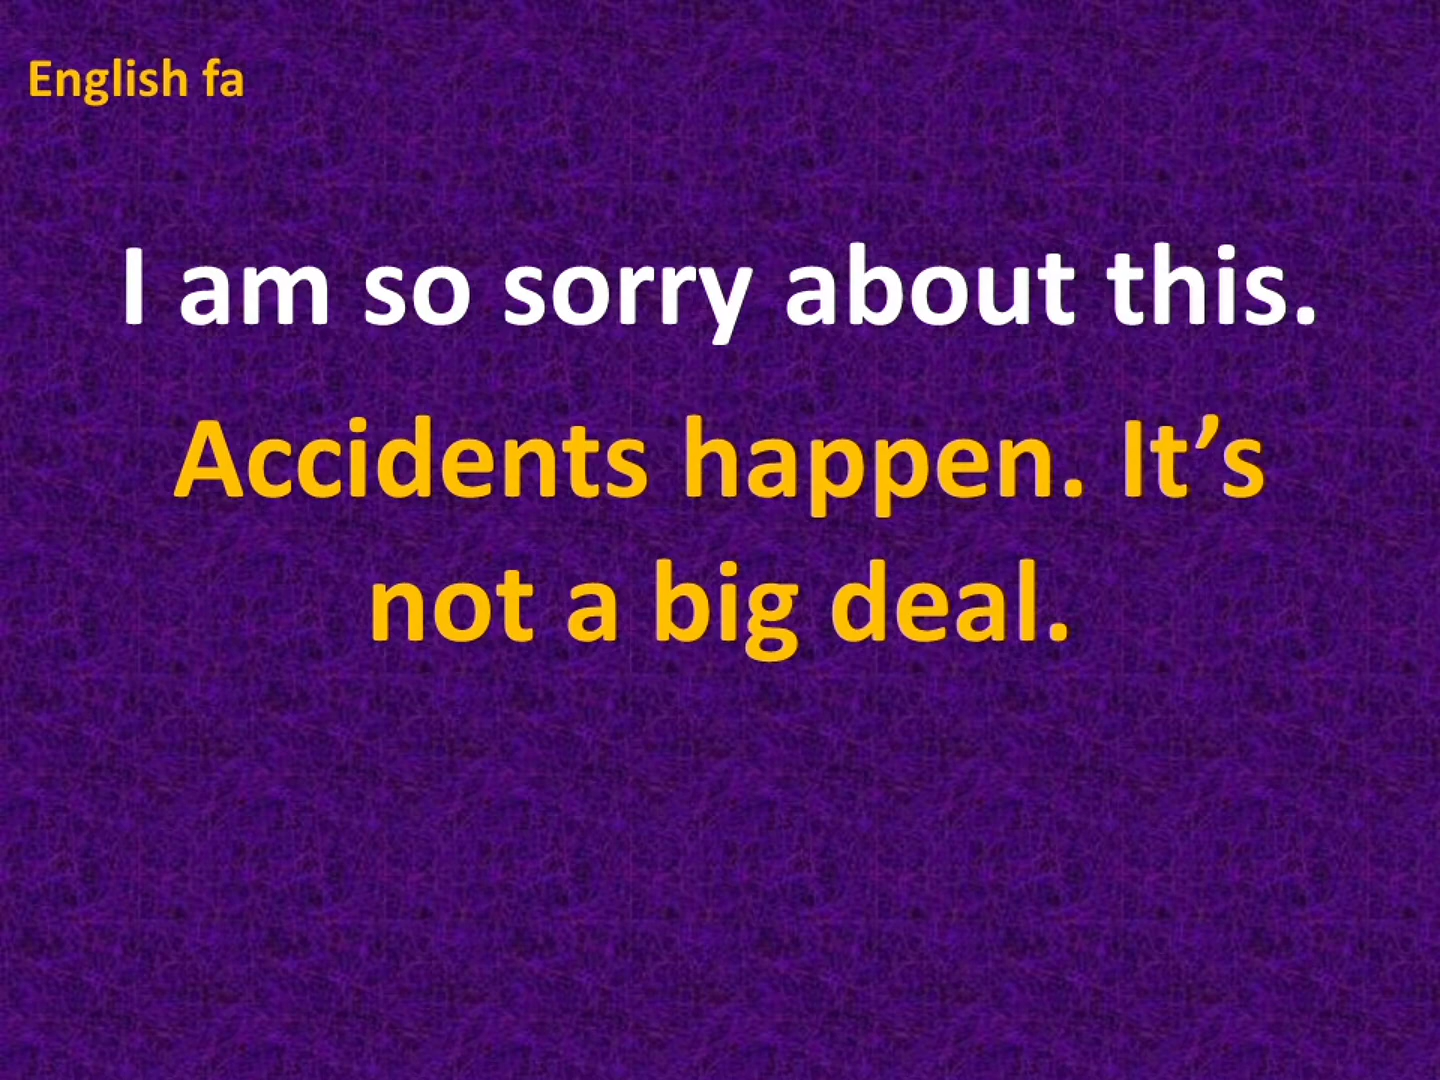 English fa
I am so sorry about this.
Accidents happen. It’s
not a big deal.